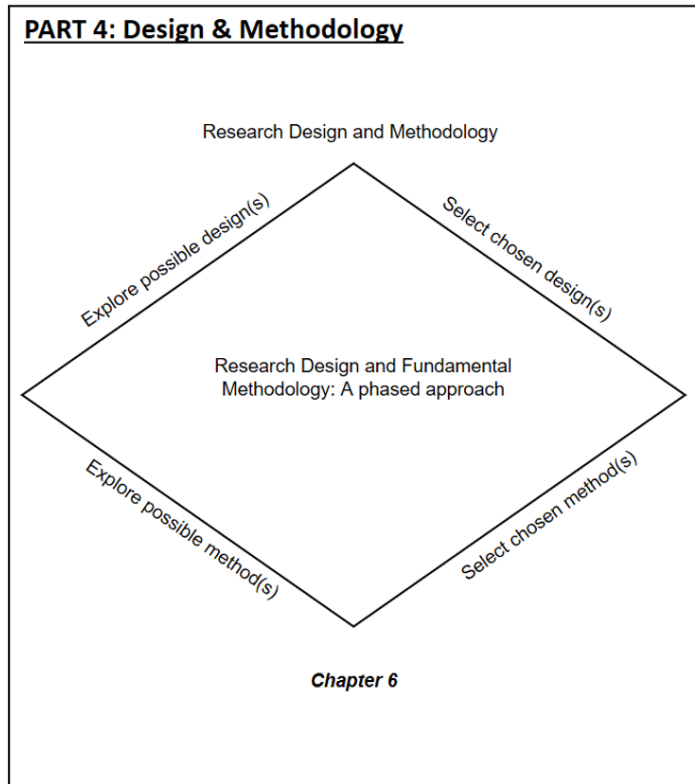 PART 4: Design & Methodology
Research Design and Methodology
Explore possible design(s)
Select chosen design(s)
Research Design and Fundamental
Methodology: A phased approach
Explore possible method(s)
Select chosen method(s)
Chapter 6